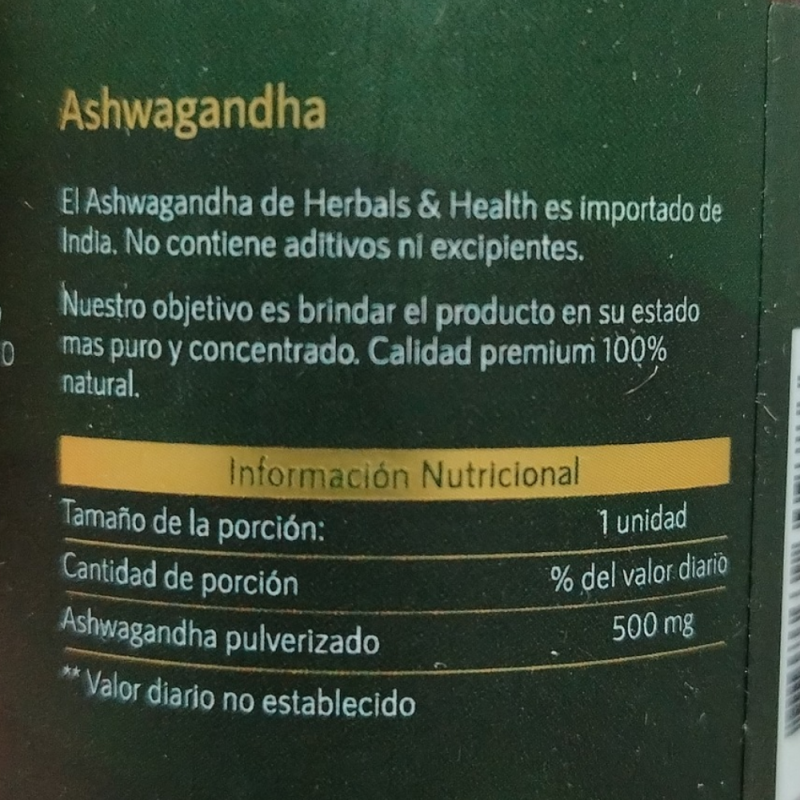 Ashwagandha
El Ashwagandha de Herbals & Health es importado de
India. No contiene aditivos ni excipientes.
Nuestro objetivo es brindar el producto en su estado
mas puro y concentrado. Calidad premium 100%
natural.
Información Nutricional
Tamaño de la porción: 1 unidad
Cantidad de porción % del valor diario
Ashwagandha pulverizado 500 mg
** Valor diario no establecido